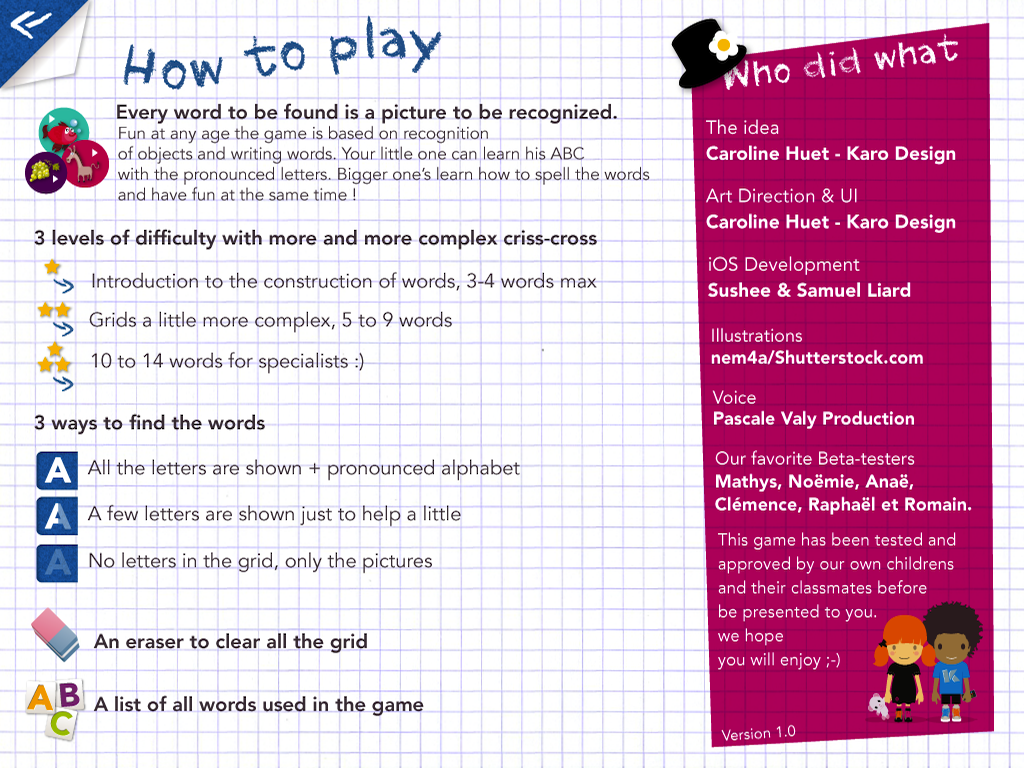 How to play
Every word to be found is a picture to be recognized.
Fun at any age the game is based on recognition
of objects and writing words. Your little one can learn his ABC
with the pronounced letters. Bigger one's learn how to spell the words
and have fun at the same time !
3 levels of difficulty with more and more complex criss-cross
Introduction to the construction of words, 3-4 words max
Grids a little more complex, 5 to 9 words
10 to 14 words for specialists :)
3 ways to find the words
A All the letters are shown + pronounced alphabet
A A few letters are shown just to help a little
A No letters in the grid, only the pictures
An eraser to clear all the grid
A B C A list of all words used in the game
Who did what
The idea
Caroline Huet - Karo Design
Art Direction & UI
Caroline Huet - Karo Design
iOS Development
Sushee & Samuel Liard
Illustrations
nem4a/Shutterstock.com
Voice
Pascale Valy Production
Our favorite Beta-testers
Mathys, Noëmie, Anaë,
Clémence, Raphaël et Romain.
This game has been tested and
approved by our own childrens
and their classmates before
be presented to you.
we hope
you will enjoy ;-)
K
Version 1.0